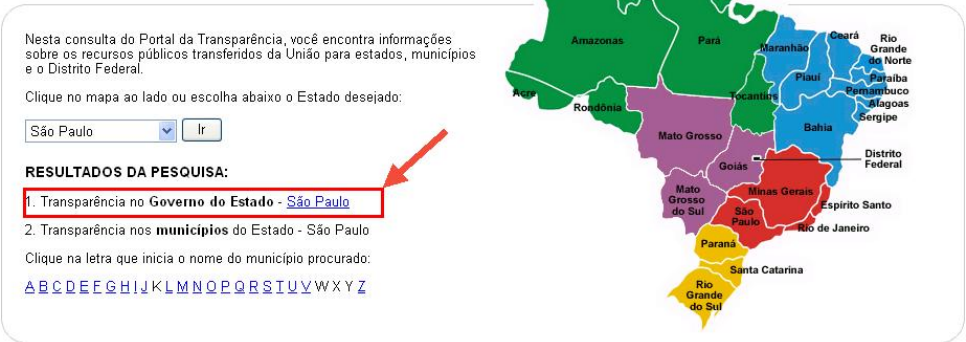 Nesta consulta do Portal da Transparência, você encontra informações
sobre os recursos públicos transferidos da União para estados, municípios
e o Distrito Federal.
Clique no mapa ao lado ou escolha abaixo o Estado desejado:
São Paulo
Ir
RESULTADOS DA PESQUISA:
1. Transparência no Governo do Estado - São Paulo
2. Transparência nos municípios do Estado - São Paulo
Clique na letra que inicia o nome do município procurado:
A B C D E F G H I J K L M N O P Q R S T U V W X Y Z
Amazonas
Pará
Maranhão
Ceará
Rio
Grande
do Norte
Piauí
Paraíba
Pernambuco
Alagoas
Sergipe
Acre
Rondônia
Tocantins
Bahia
Mato Grosso
Goiás
Distrito
Federal
Mato
Grosso
do Sul
Minas Gerais
São
Paulo
Espírito Santo
Rio de Janeiro
Paraná
Santa Catarina
Rio
Grande
do Sul